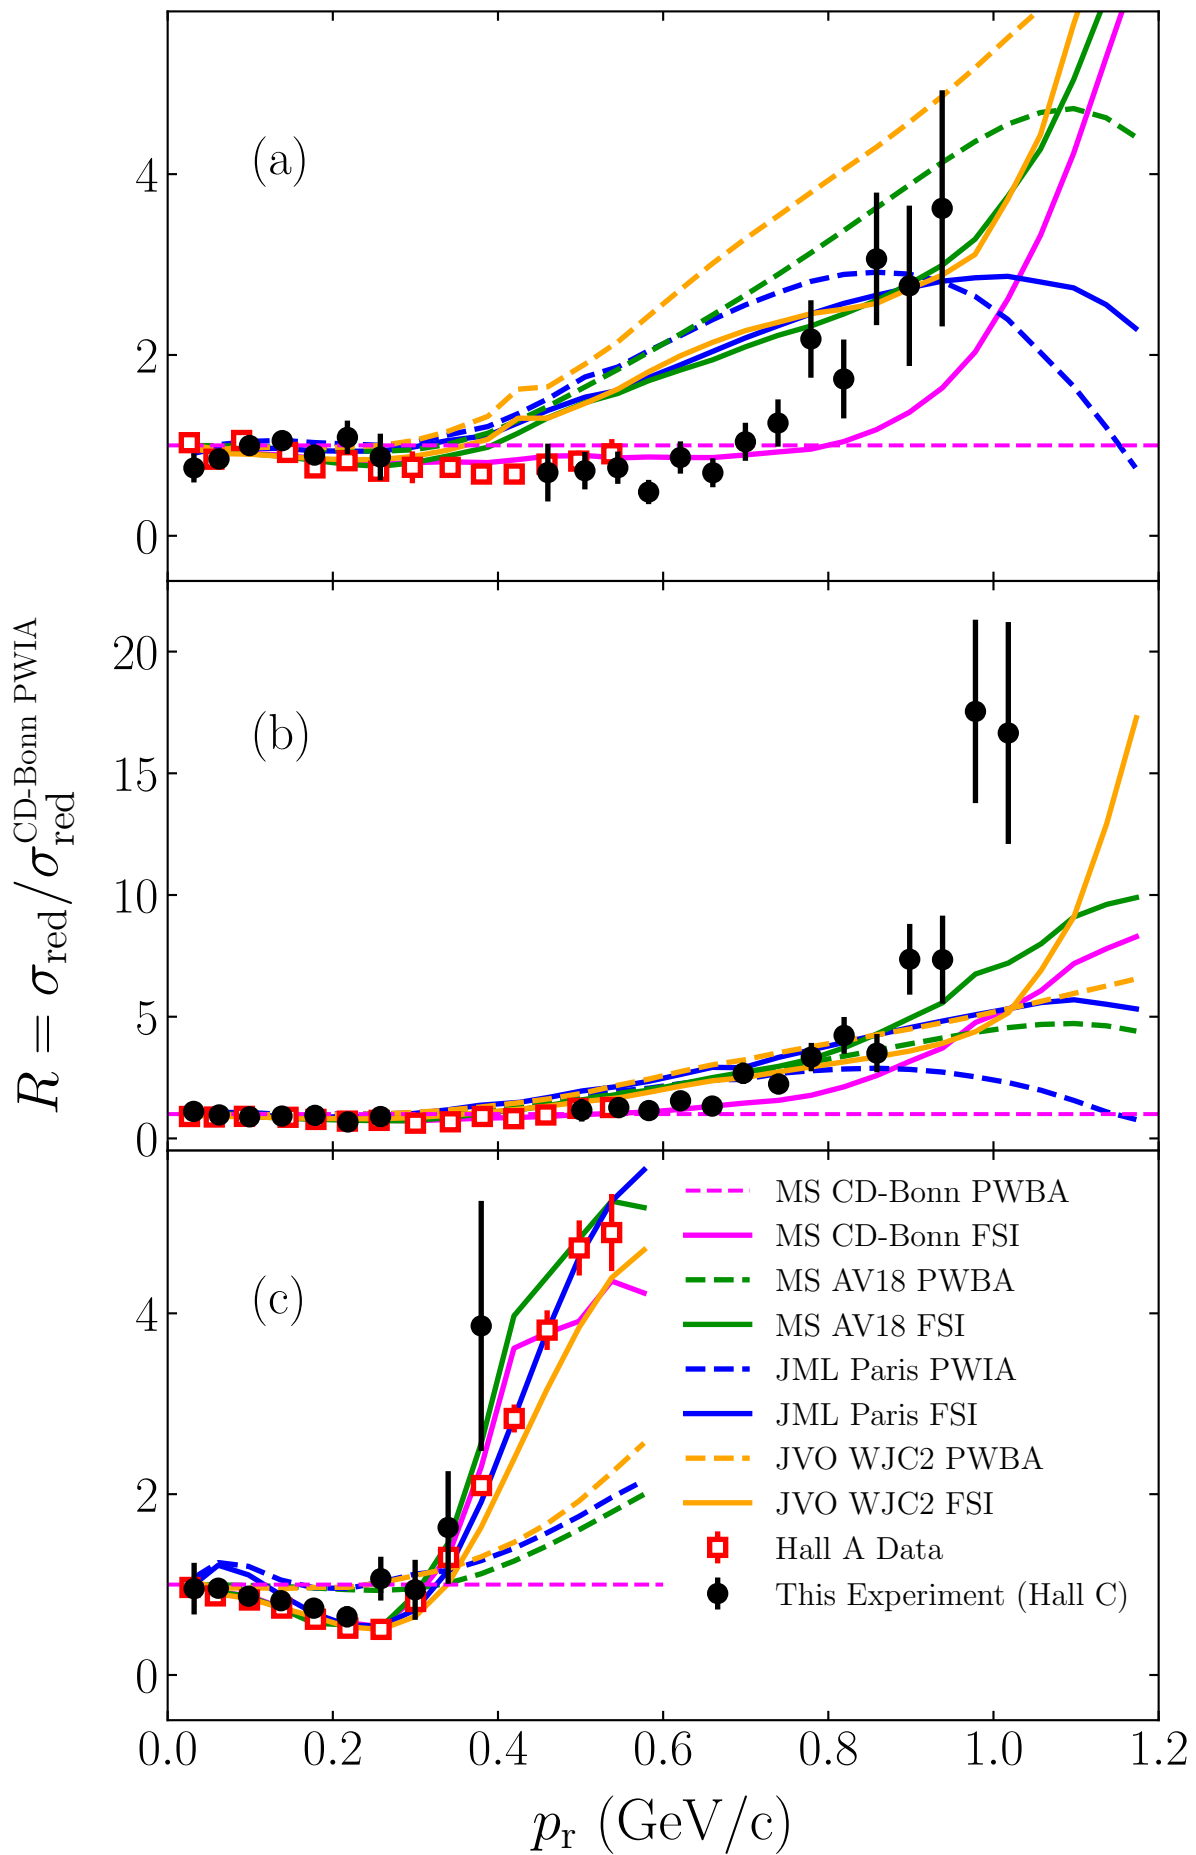 (a)
4
2
0
R = σ_red/σ_red^CD-Bonn PWIA
(b)
20
15
10
5
0
(c)
4
2
0
MS CD-Bonn PWBA
MS CD-Bonn FSI
MS AV18 PWBA
MS AV18 FSI
JML Paris PWIA
JML Paris FSI
JVO WJC2 PWBA
JVO WJC2 FSI
Hall A Data
This Experiment (Hall C)
0.0 0.2 0.4 0.6 0.8 1.0 1.2
p_r (GeV/c)